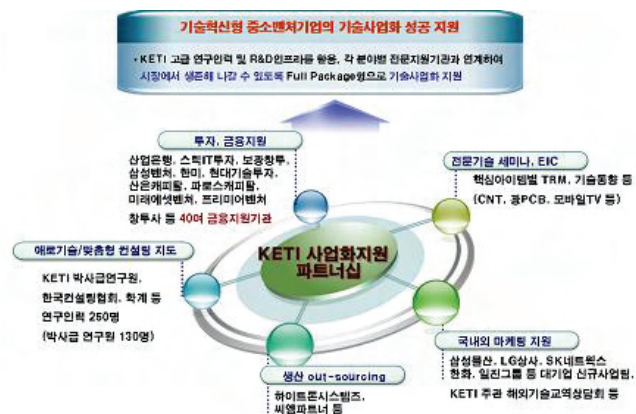 기술혁신형 중소벤처기업의 기술사업화 성공 지원
• KETI 고급 연구인력 및 R&D인프라를 활용, 각 분야별 전문지원기관과 연계하여
시장에서 생존해 나갈 수 있도록 Full Package형으로 기술사업화 지원
투자, 금융지원
산업은행, 스틱IT투자, 보광창투,
삼성벤처, 한미, 현대기술투자,
산은캐피탈, 파로스캐피탈,
미래에셋벤처, 프리미어벤처
창투사 등 40여 금융지원기관
전문기술 세미나, EIC
핵심아이템별 TRM, 기술동향 등
(CNT, 광PCB, 모바일TV 등)
KETI 사업화지원
파트너십
애로기술/맞춤형 컨설팅 지도
KETI 박사급연구원,
한국컨설팅협회, 학계 등
연구인력 250명
(박사급 연구원 130명)
국내외 마케팅 지원
삼성물산, LG상사, SK네트웍스
한화, 일진그룹 등 대기업 신규사업팀,
KETI 주관 해외기술교역상담회 등
생산 out-sourcing
하이트론시스템즈,
씨엠파트너 등